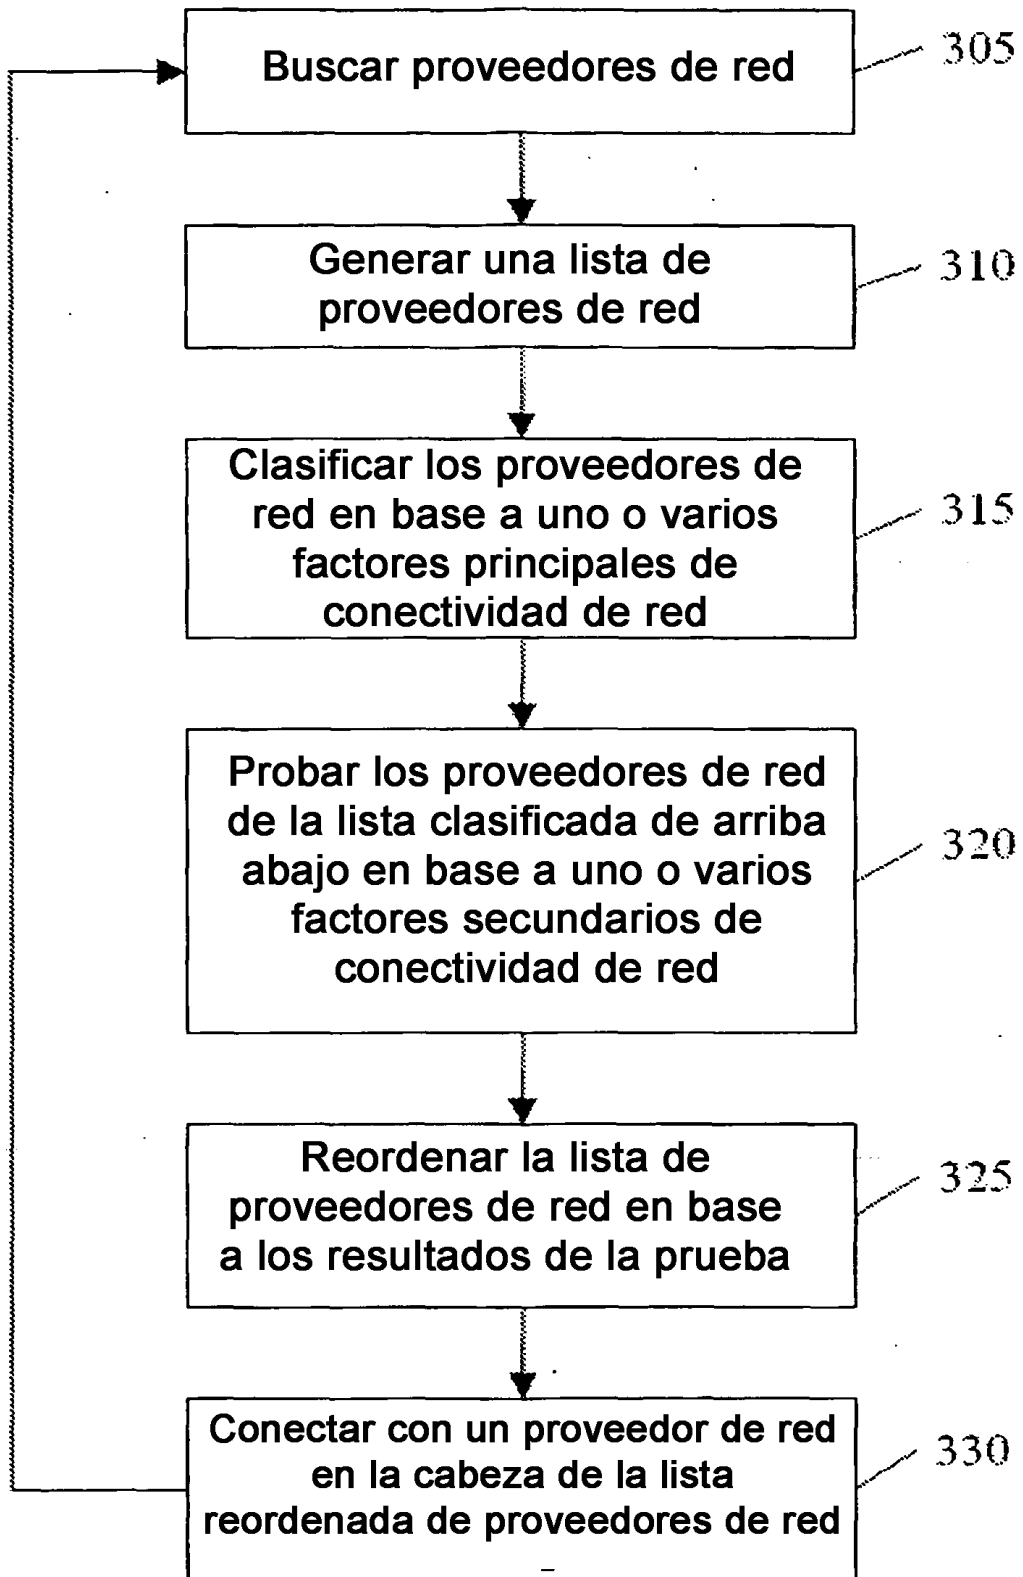 Buscar proveedores de red
305
Generar una lista de
proveedores de red
310
Clasificar los proveedores de
red en base a uno o varios
factores principales de
conectividad de red
315
Probar los proveedores de red
de la lista clasificada de arriba
abajo en base a uno o varios
factores secundarios de
conectividad de red
320
Reordenar la lista de
proveedores de red en base
a los resultados de la prueba
325
Conectar con un proveedor de red
en la cabeza de la lista
reordenada de proveedores de red
330